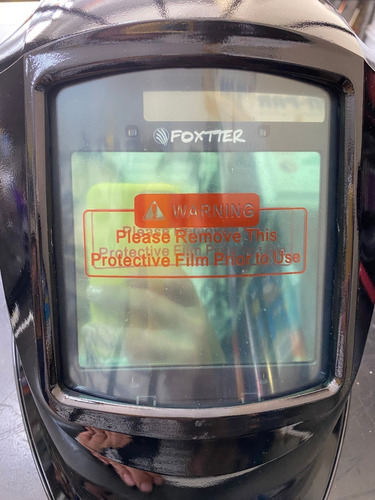 FOXTTER
WARNING
Please Remove This
Protective Film Prior to Use